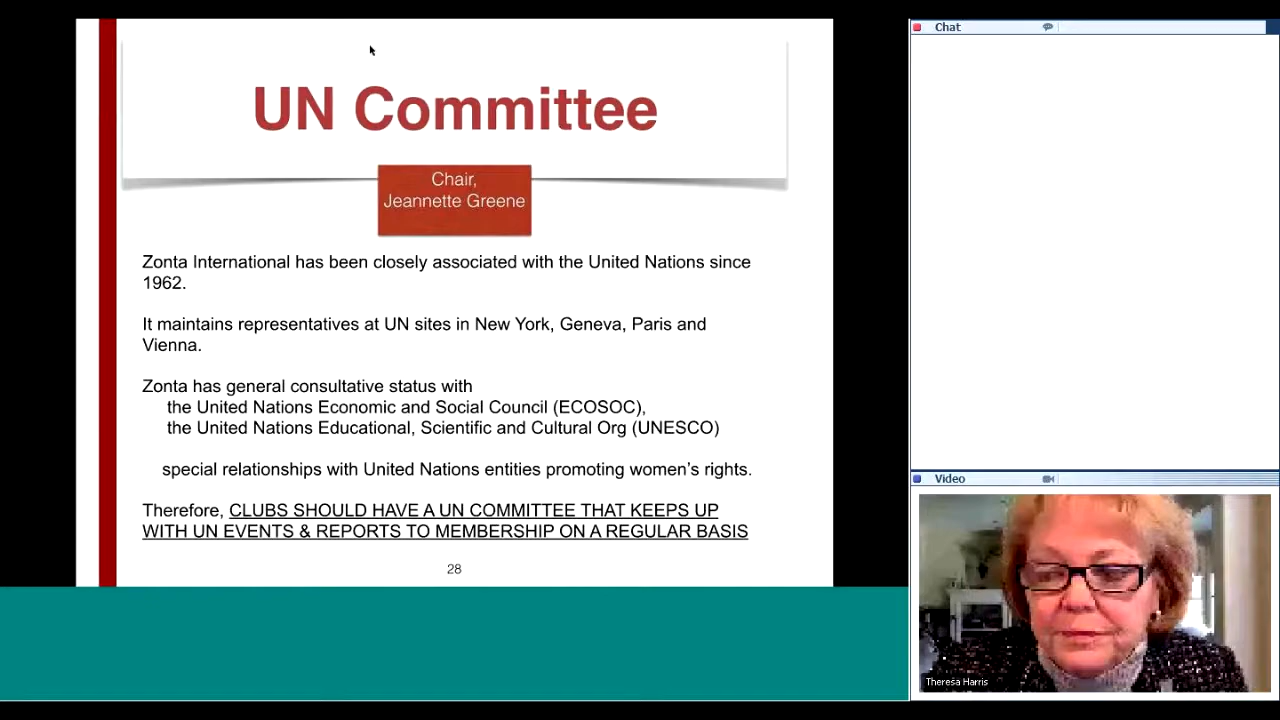 UN Committee
Chair,
Jeannette Greene
Zonta International has been closely associated with the United Nations since
1962.
It maintains representatives at UN sites in New York, Geneva, Paris and
Vienna.
Zonta has general consultative status with
the United Nations Economic and Social Council (ECOSOC),
the United Nations Educational, Scientific and Cultural Org (UNESCO)
special relationships with United Nations entities promoting women’s rights.
Therefore, CLUBS SHOULD HAVE A UN COMMITTEE THAT KEEPS UP
WITH UN EVENTS & REPORTS TO MEMBERSHIP ON A REGULAR BASIS
28
Chat
Video
Theresa Harris